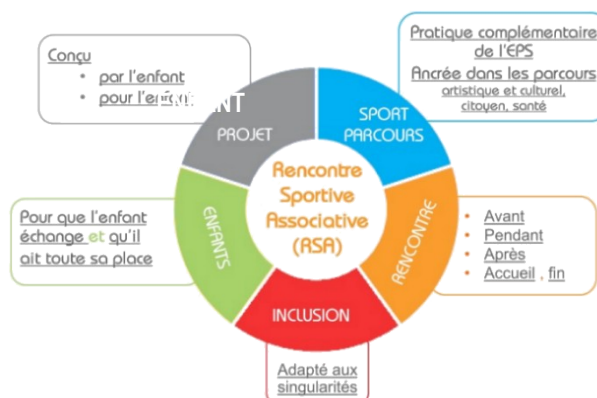 Conçu
• par l'enfant
• pour l'enfant
ENFANT
PROJET
Pratique complémentaire
de l'EPS
Ancrée dans les parcours
artistique et culturel,
citoyen, santé
SPORT
PARCOURS
Rencontre
Sportive
Associative
(RSA)
Pour que l'enfant
échange et qu'il
ait toute sa place
ENFANTS
RENCONTRE
• Avant
• Pendant
• Après
• Accueil , fin
INCLUSION
Adapté aux
singularités